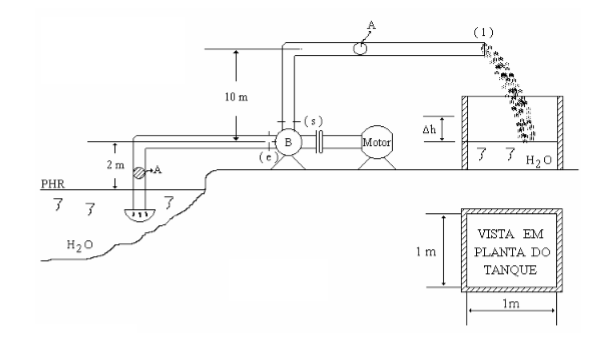 A
(1)
10 m
(s)
B
Motor
(e)
Δh
H₂O
2 m
A
PHR
H₂O
VISTA EM
PLANTA DO
TANQUE
1 m
1m